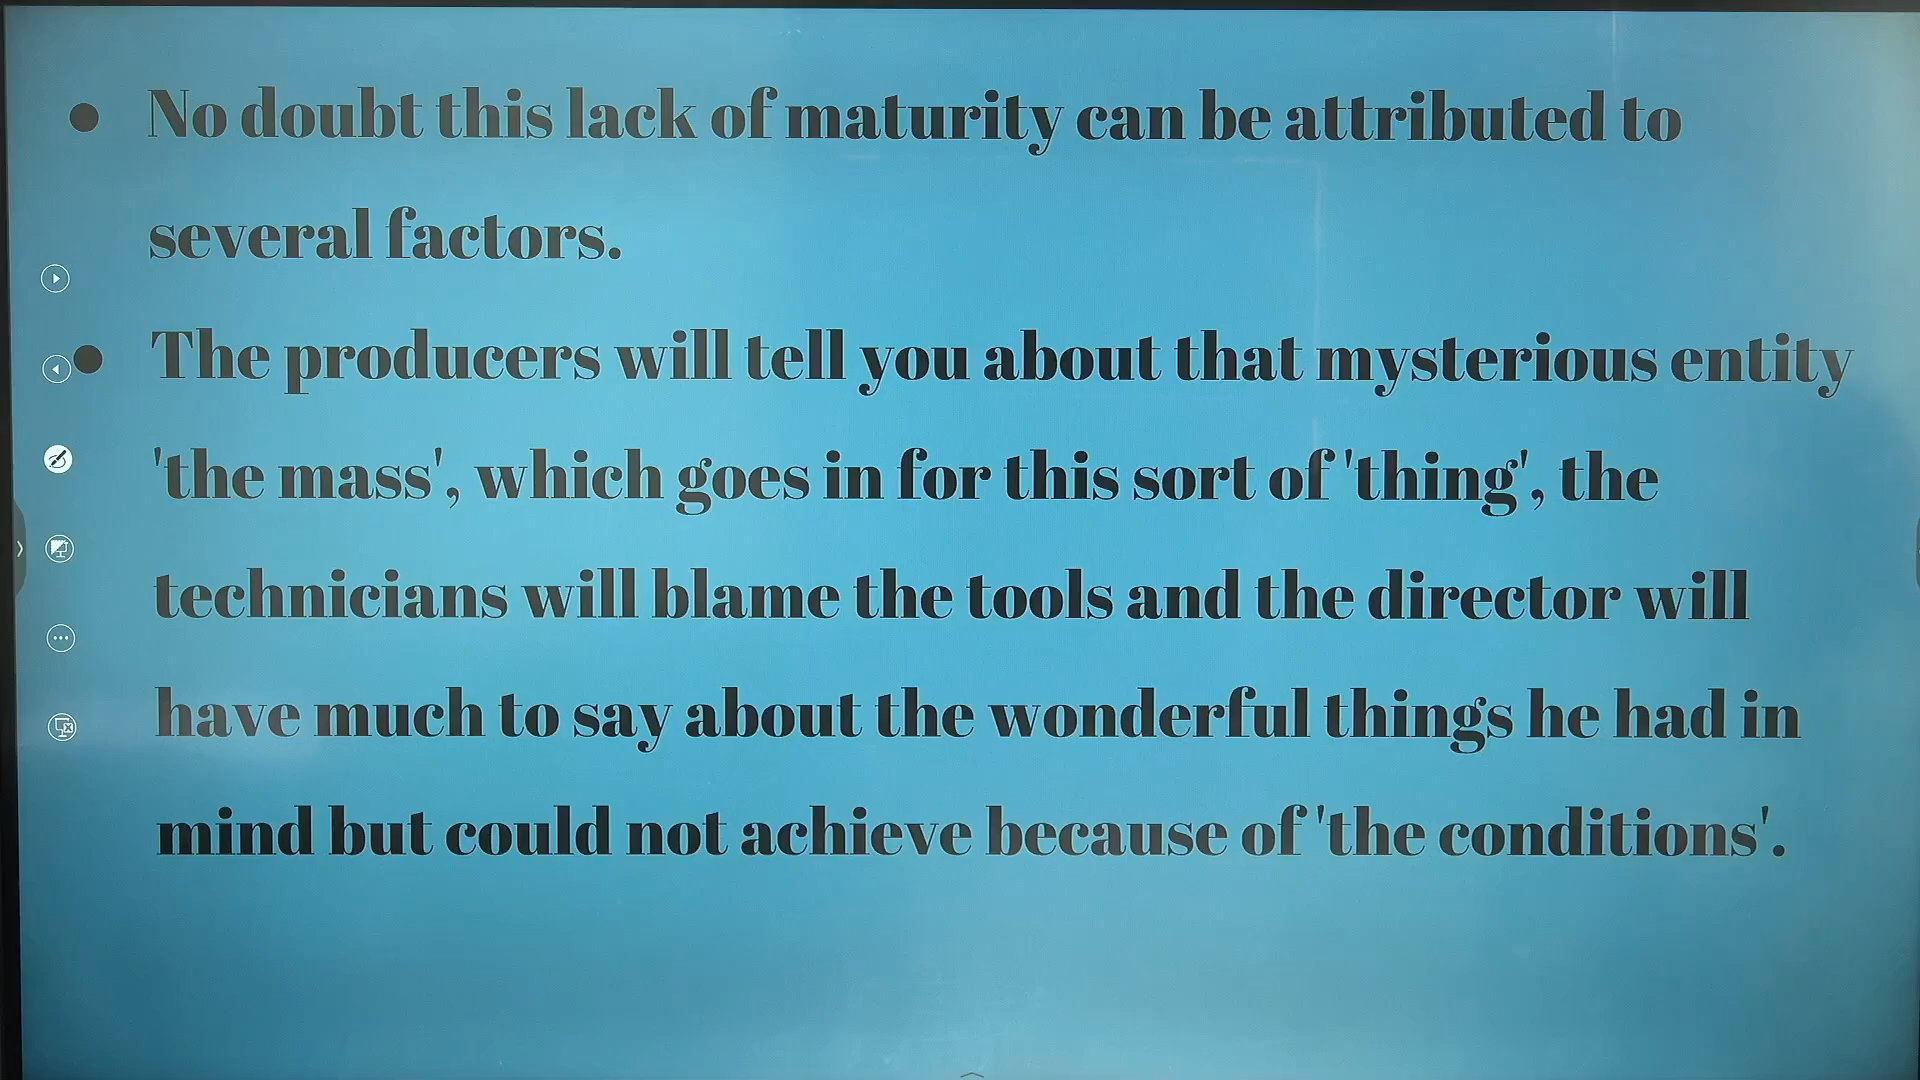 ● No doubt this lack of maturity can be attributed to
several factors.
● The producers will tell you about that mysterious entity
'the mass', which goes in for this sort of 'thing', the
technicians will blame the tools and the director will
have much to say about the wonderful things he had in
mind but could not achieve because of 'the conditions'.